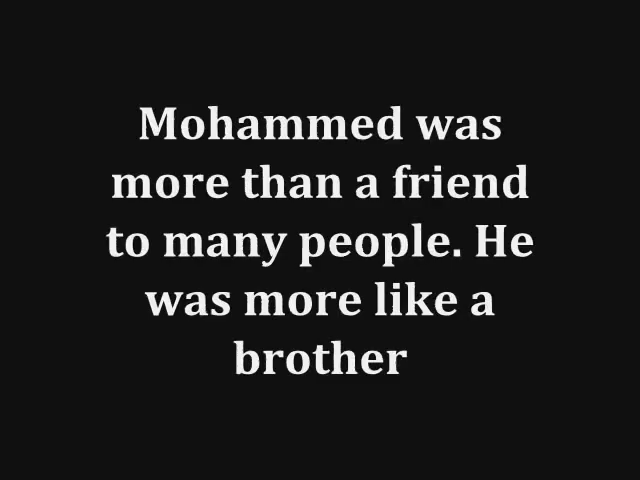 Mohammed was
more than a friend
to many people. He
was more like a
brother